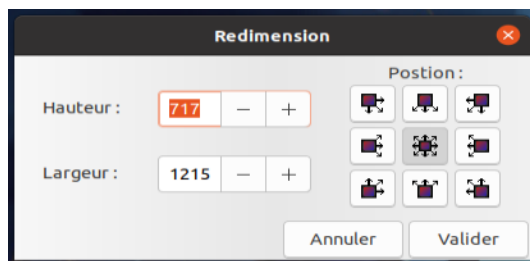 Redimension
Postion :
Hauteur :
717
Largeur :
1215
Annuler
Valider